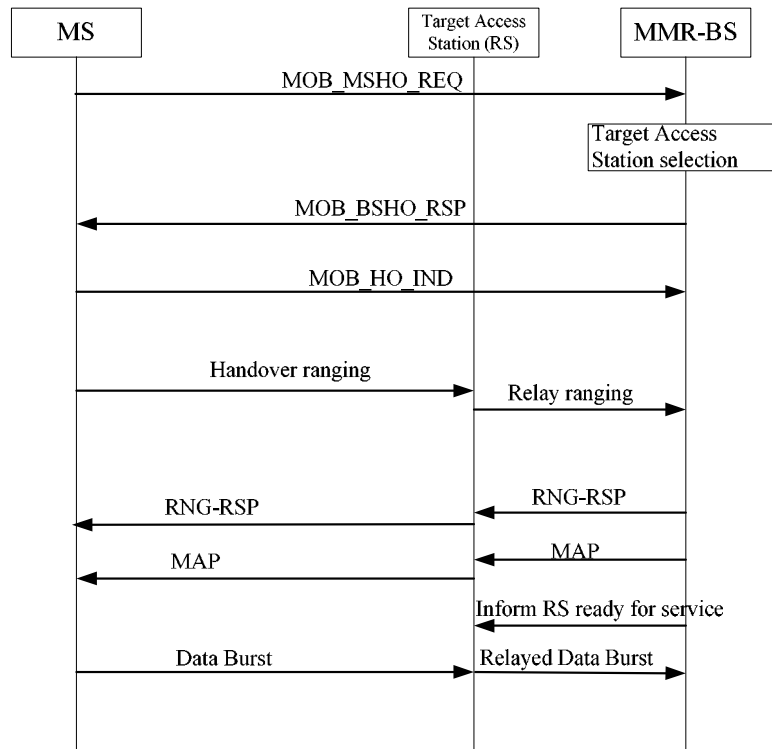 MS
Target Access
Station (RS)
MMR-BS
MOB_MSHO_REQ
Target Access
Station selection
MOB_BSHO_RSP
MOB_HO_IND
Handover ranging
Relay ranging
RNG-RSP
RNG-RSP
MAP
MAP
Inform RS ready for service
Data Burst
Relayed Data Burst